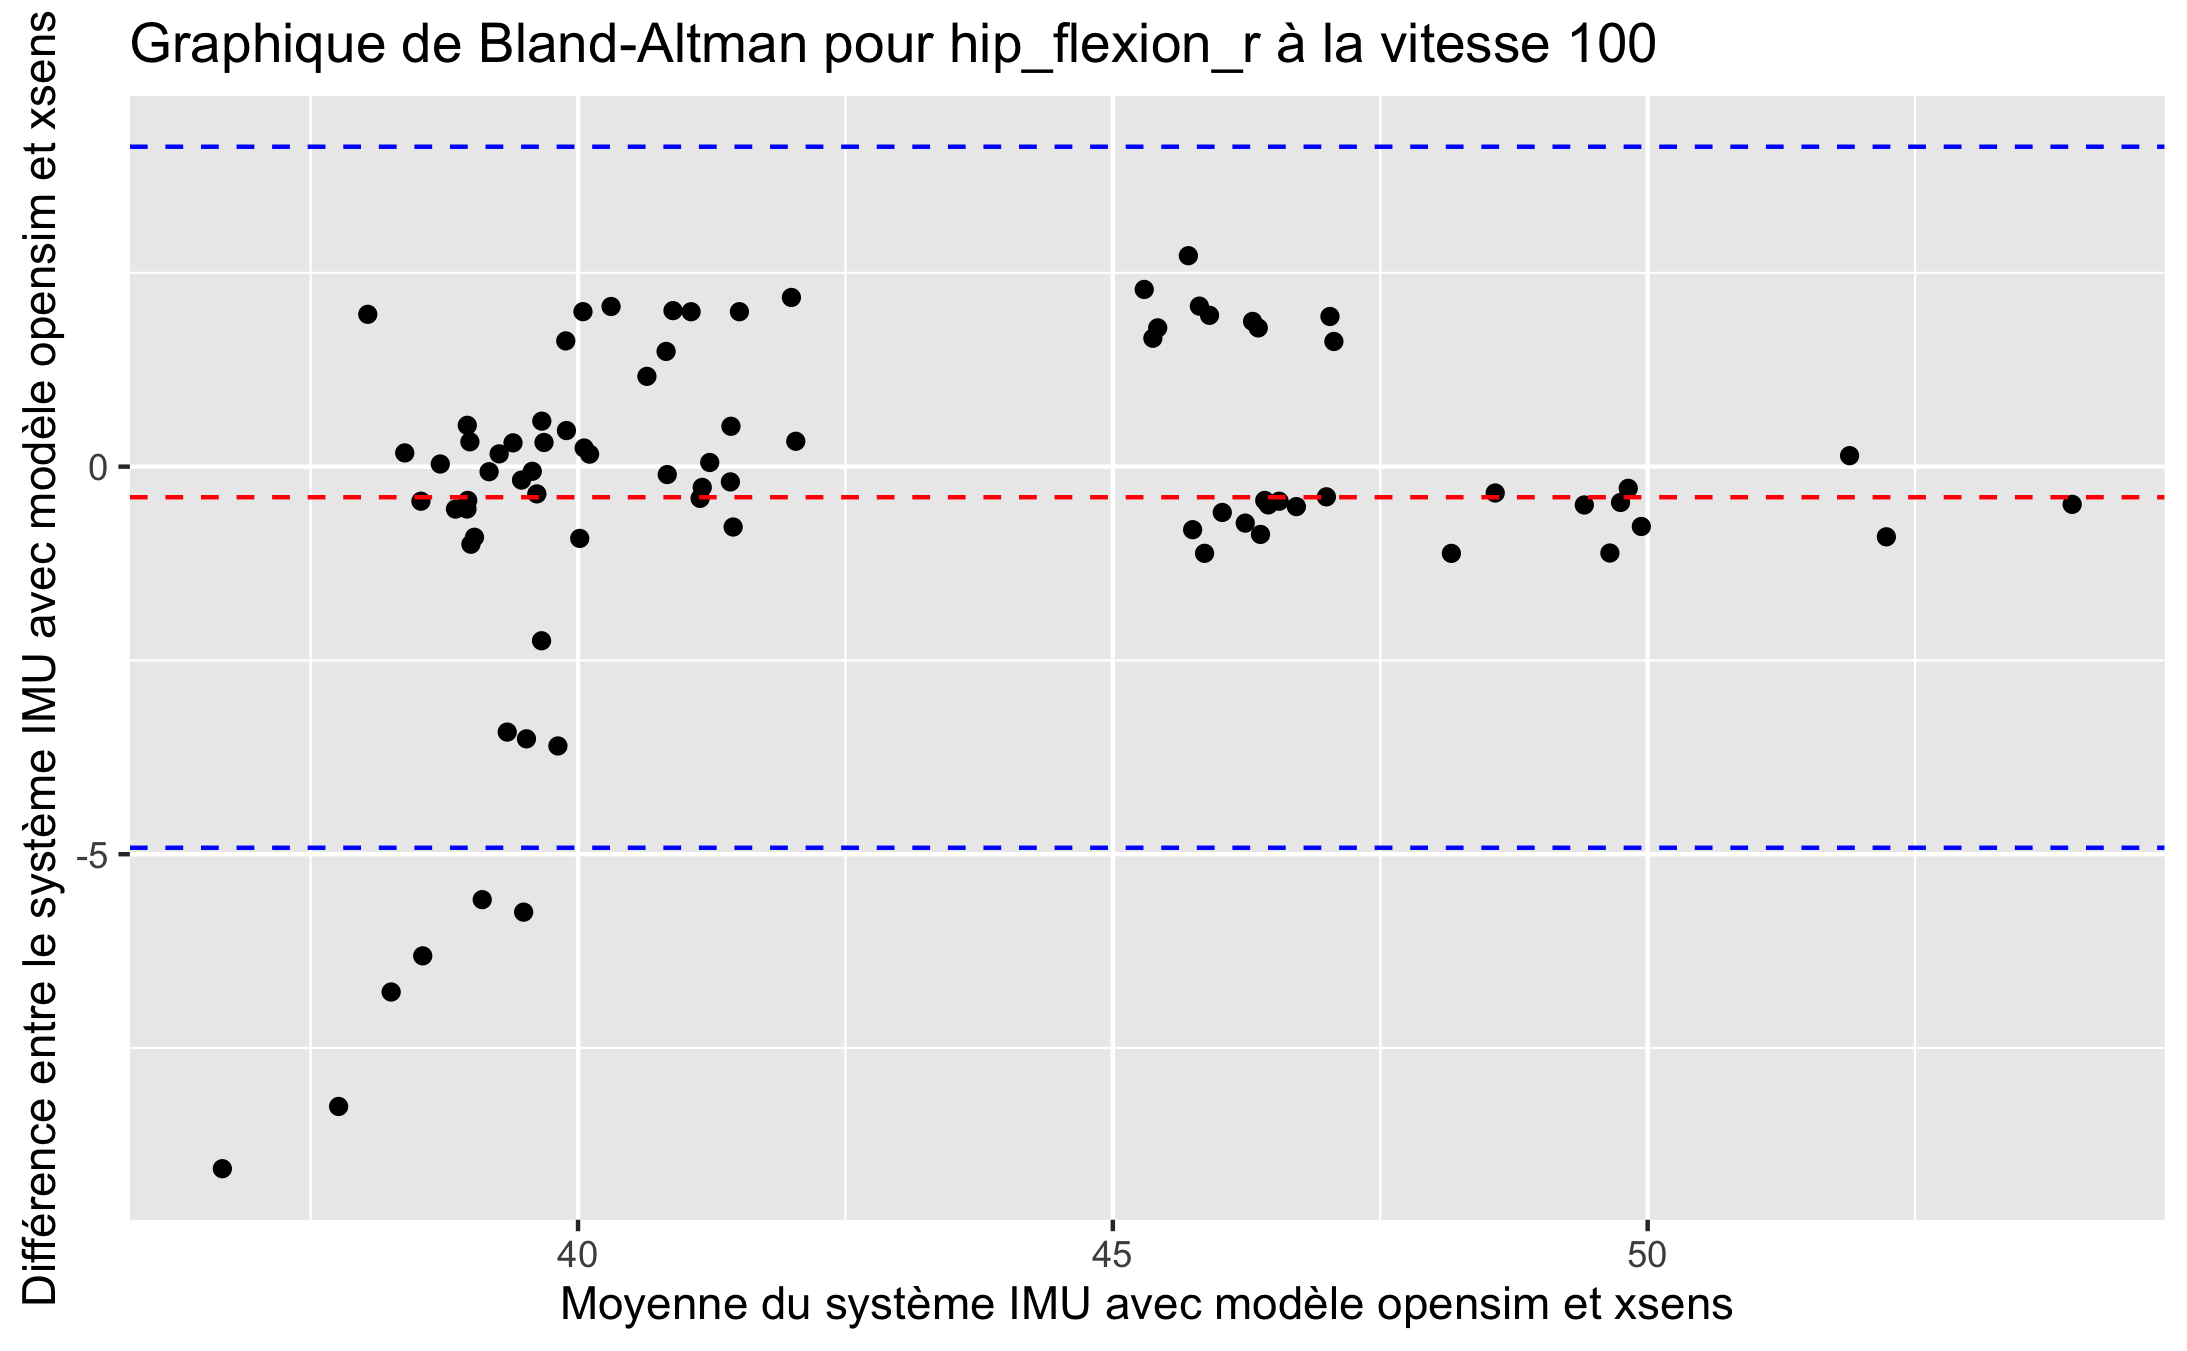 Graphique de Bland-Altman pour hip_flexion_r à la vitesse 100
Différence entre le système IMU avec modèle opensim et xsens
0
-5
40
45
50
Moyenne du système IMU avec modèle opensim et xsens